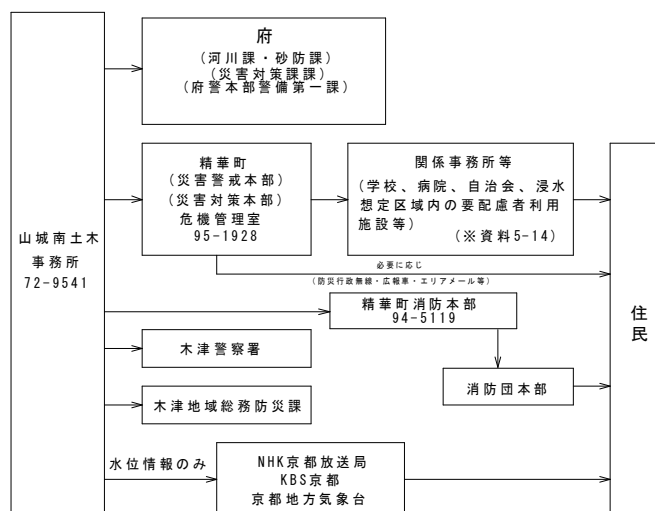 山城南土木
事務所
72-9541
府
(河川課・砂防課)
(災害対策課課)
(府警本部警備第一課)
精華町
(災害警戒本部)
(災害対策本部)
危機管理室
95-1928
関係事務所等
(学校、病院、自治会、浸水
想定区域内の要配慮者利用
施設等)
(※資料5-14)
必要に応じ
(防災行政無線・広報車・エリアメール等)
精華町消防本部
94-5119
木津警察署
消防団本部
木津地域総務防災課
水位情報のみ
NHK京都放送局
KBS京都
京都地方気象台
住民